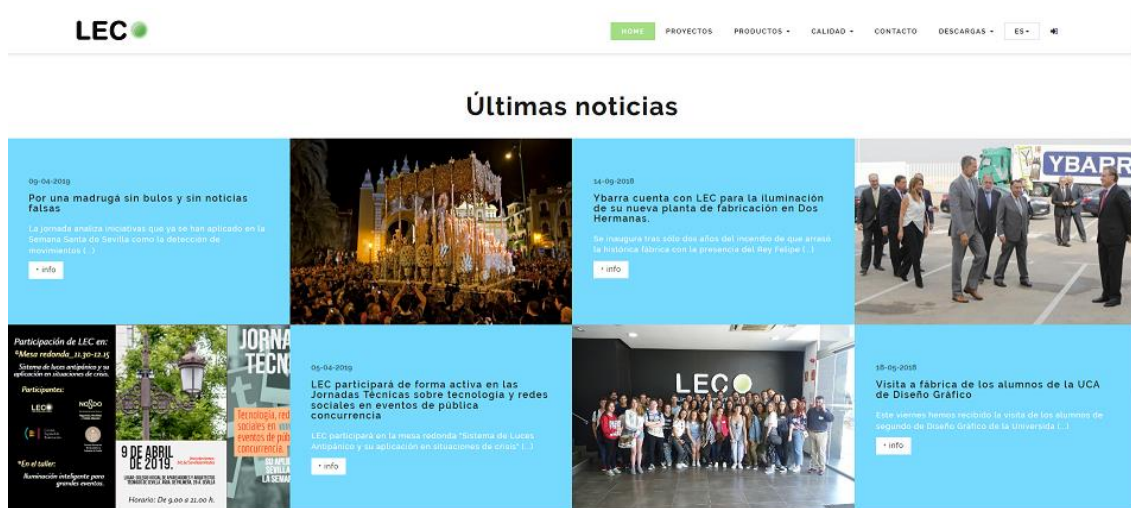 LEC
HOME PROYECTOS PRODUCTOS CALIDAD CONTACTO DESCARGAS ES
Últimas noticias
09-04-2019
Por una madrugá sin bulos y sin noticias
falsas
La jornada analiza iniciativas que ya se han aplicado en la
Semana Santa de Sevilla como la detección de
movimientos (...)
+ info
14-09-2018
Ybarra cuenta con LEC para la iluminación
de su nueva planta de fabricación en Dos
Hermanas.
Se inaugura tras sólo dos años del incendio de que arrasó
la histórica fábrica con la presencia del Rey Felipe (...)
+ info
YBARR
Participación de LEC en:
*Mesa redonda_11.30-12.15
Sistema de luces antipánico y su
aplicación en situaciones de crisis.
Participantes:
LEC
NO8DO
*En el taller:
Iluminación inteligente para
grandes eventos.
9 DE ABRIL
DE 2019.
Horario: De 9.00 a 21.00 h.
JORNA
TECN
Tecnología, red
sociales en
eventos de púb
concurrencia.
SU APLI
SEVILLA
LA SEMA
05-04-2019
LEC participará de forma activa en las
Jornadas Técnicas sobre tecnología y redes
sociales en eventos de pública
concurrencia
LEC participará en la mesa redonda "Sistema de Luces
Antipánico y su aplicación en situaciones de crisis" (...)
+ info
LEC
18-05-2018
Visita a fábrica de los alumnos de la UCA
de Diseño Gráfico
Este viernes hemos recibido la visita de los alumnos de
segundo de Diseño Gráfico de la Universida (...)
+ info